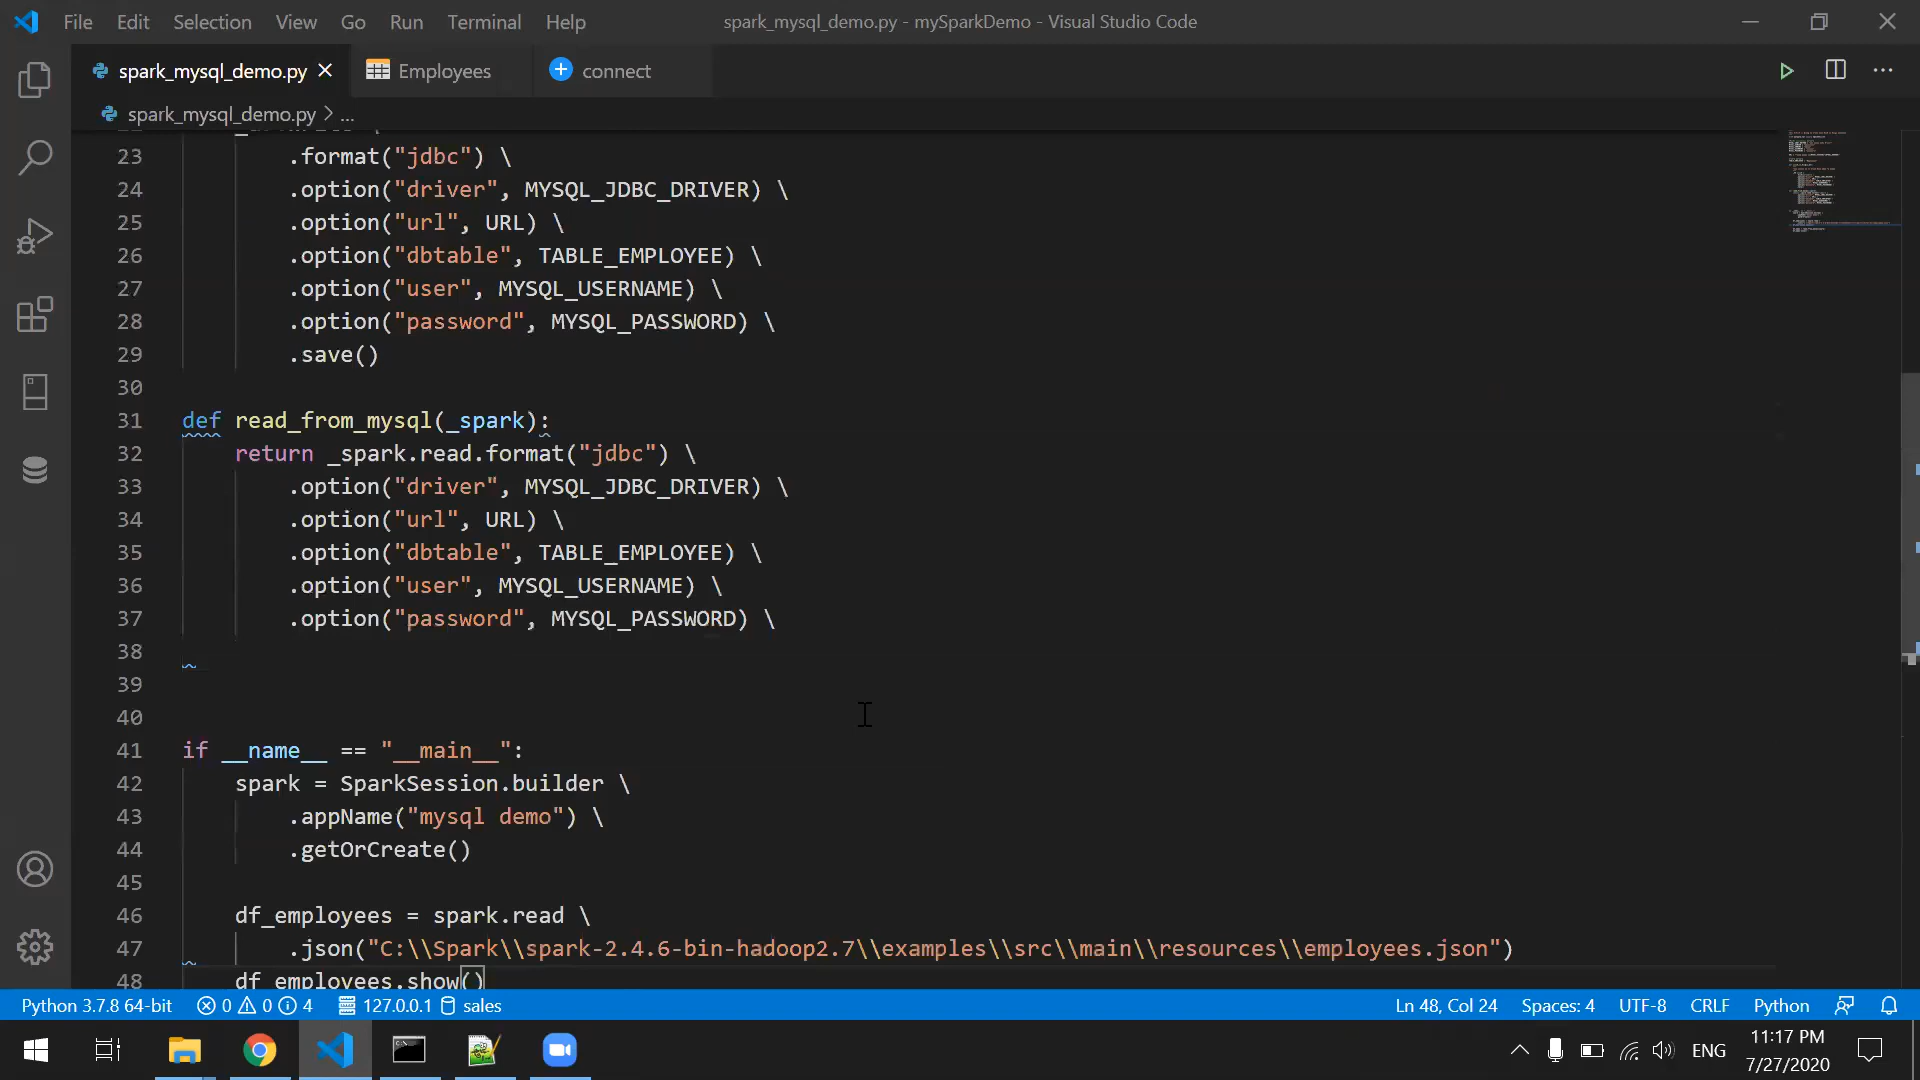 File Edit Selection View Go Run Terminal Help spark_mysql_demo.py - mySparkDemo - Visual Studio Code
spark_mysql_demo.py Employees connect
spark_mysql_demo.py > ...
23 .format("jdbc") \
24 .option("driver", MYSQL_JDBC_DRIVER) \
25 .option("url", URL) \
26 .option("dbtable", TABLE_EMPLOYEE) \
27 .option("user", MYSQL_USERNAME) \
28 .option("password", MYSQL_PASSWORD) \
29 .save()
30
31 def read_from_mysql(_spark):
32 return _spark.read.format("jdbc") \
33 .option("driver", MYSQL_JDBC_DRIVER) \
34 .option("url", URL) \
35 .option("dbtable", TABLE_EMPLOYEE) \
36 .option("user", MYSQL_USERNAME) \
37 .option("password", MYSQL_PASSWORD) \
38
39
40
41 if __name__ == "__main__":
42 spark = SparkSession.builder \
43 .appName("mysql demo") \
44 .getOrCreate()
45
46 df_employees = spark.read \
47 .json("C:\\Spark\\spark-2.4.6-bin-hadoop2.7\\examples\\src\\main\\resources\\employees.json")
48 df_employees.show()
Python 3.7.8 64-bit 0 0 4 127.0.0.1 sales Ln 48, Col 24 Spaces: 4 UTF-8 CRLF Python
ENG 11:17 PM
7/27/2020